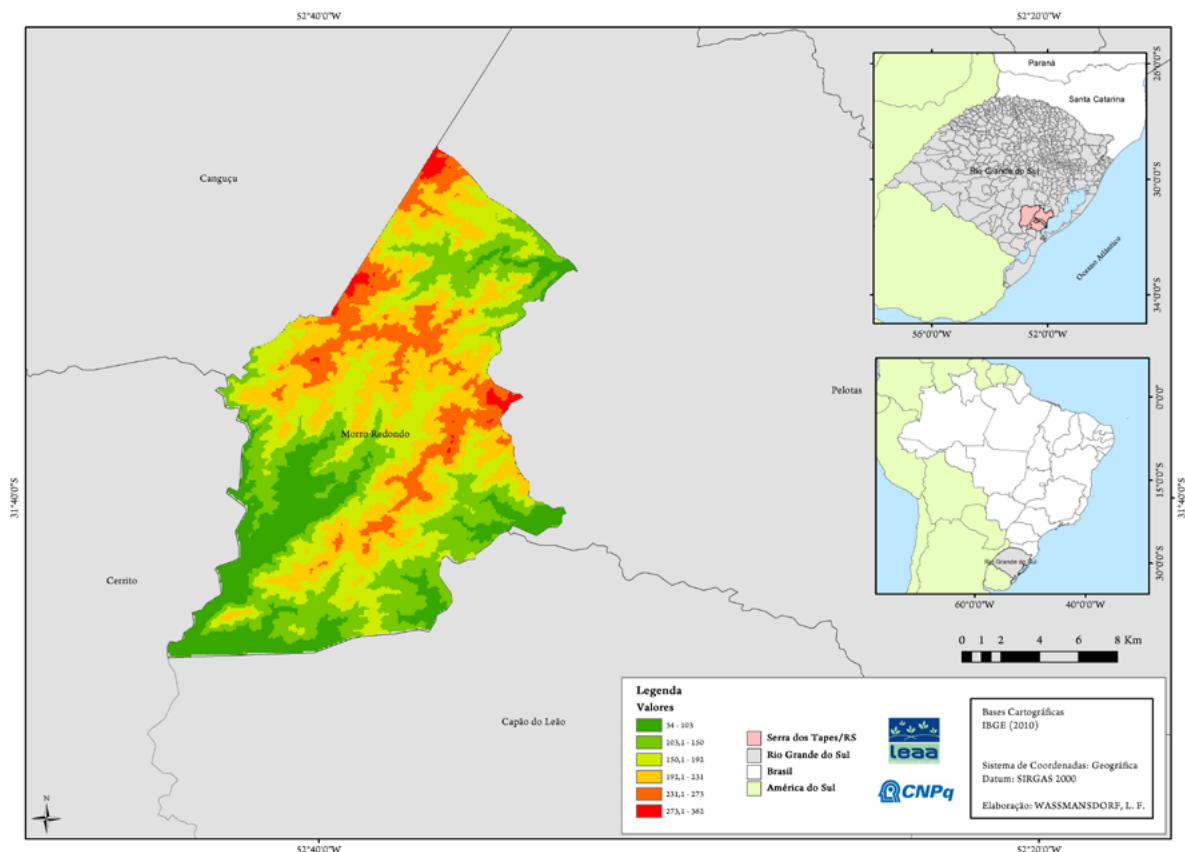 52°40'0"W
52°20'0"W
Canguçu
Morro Redondo
Pelotas
Cerrito
Capão do Leão
31°40'0"S
31°40'0"S
Paraná
Santa Catarina
Rio Grande do Sul
Oceano Atlântico
26°0'0"S
30°0'0"S
34°0'0"S
56°0'0"W
52°0'0"W
Rio Grande do Sul
0°0'0"
15°0'0"S
30°0'0"S
60°0'0"W
40°0'0"W
0 1 2 4 6 8 Km
Legenda
Valores
34 - 103
103,1 - 150
150,1 - 192
192,1 - 231
231,1 - 273
273,1 - 362
Serra dos Tapes/RS
Rio Grande do Sul
Brasil
América do Sul
leaa
CNPq
Bases Cartográficas
IBGE (2010)
Sistema de Coordenadas: Geográfica
Datum: SIRGAS 2000
Elaboração: WASSMANSDORF, L. F.
N
52°40'0"W
52°20'0"W